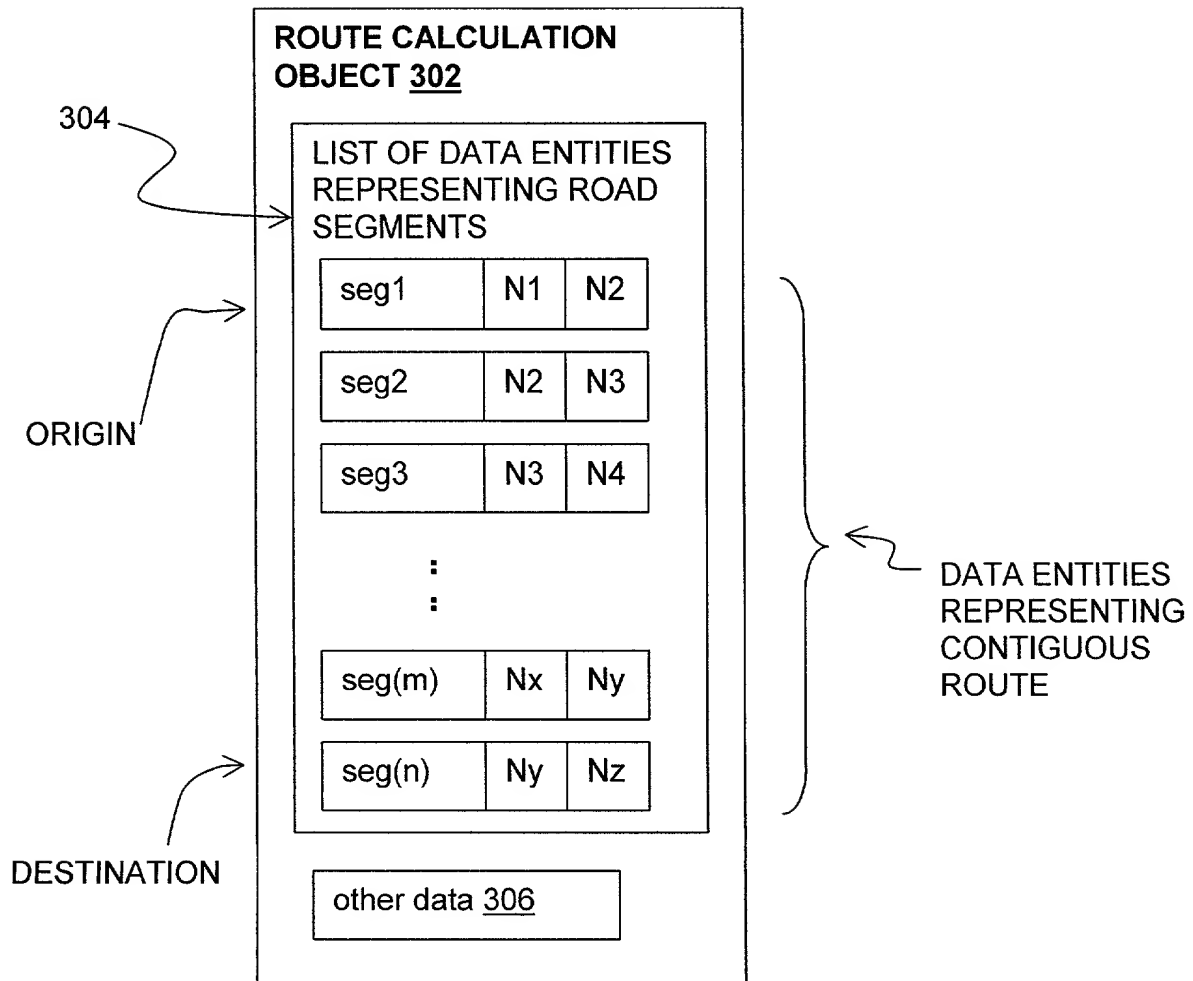 ROUTE CALCULATION
OBJECT 302
304
LIST OF DATA ENTITIES
REPRESENTING ROAD
SEGMENTS
seg1 N1 N2
seg2 N2 N3
ORIGIN
seg3 N3 N4
:
:
DATA ENTITIES
REPRESENTING
CONTIGUOUS
ROUTE
seg(m) Nx Ny
seg(n) Ny Nz
DESTINATION
other data 306